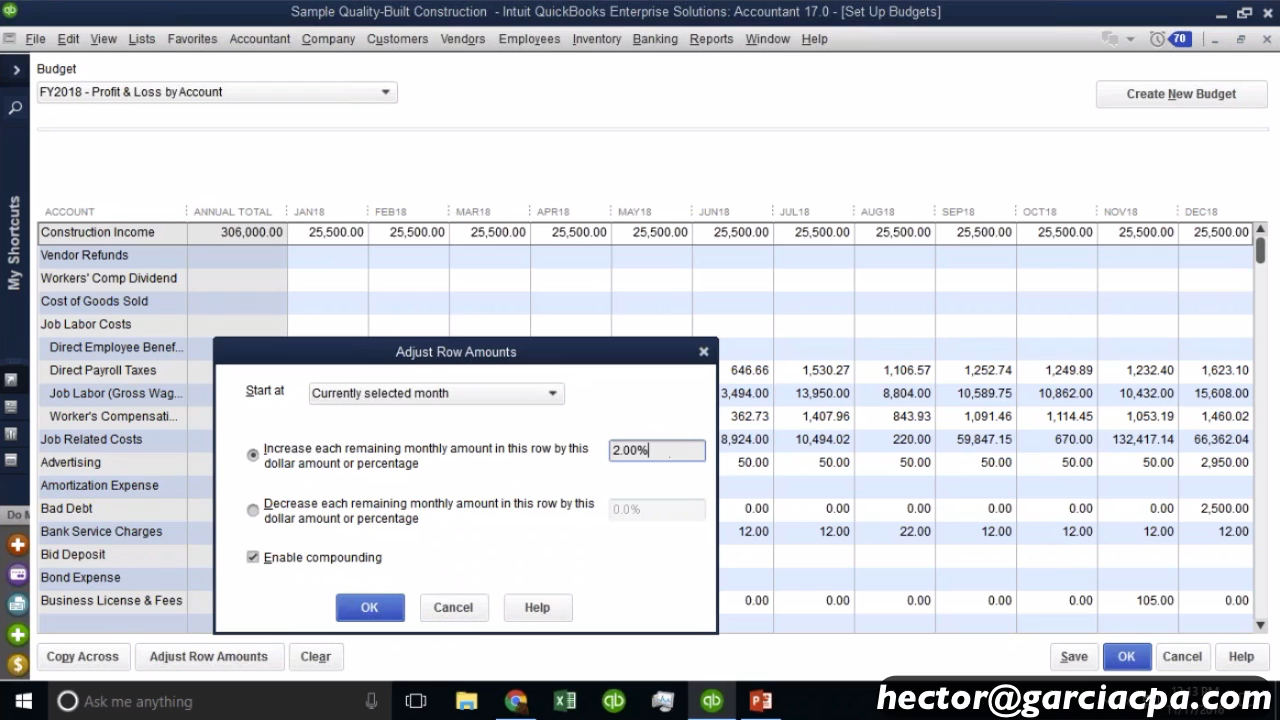 Sample Quality-Built Construction - Intuit QuickBooks Enterprise Solutions: Accountant 17.0 - [Set Up Budgets]
File Edit View Lists Favorites Accountant Company Customers Vendors Employees Inventory Banking Reports Window Help 70
Budget
FY2018 - Profit & Loss by Account
Create New Budget
My Shortcuts
ACCOUNT ANNUAL TOTAL JAN18 FEB18 MAR18 APR18 MAY18 JUN18 JUL18 AUG18 SEP18 OCT18 NOV18 DEC18
Construction Income 306,000.00 25,500.00 25,500.00 25,500.00 25,500.00 25,500.00 25,500.00 25,500.00 25,500.00 25,500.00 25,500.00 25,500.00 25,500.00
Vendor Refunds
Workers' Comp Dividend
Cost of Goods Sold
Job Labor Costs
Direct Employee Benef...
Direct Payroll Taxes 646.66 1,530.27 1,106.57 1,252.74 1,249.89 1,232.40 1,623.10
Job Labor (Gross Wag... 3,494.00 13,950.00 8,804.00 10,589.75 10,862.00 10,432.00 15,608.00
Worker's Compensati... 362.73 1,407.96 843.93 1,091.46 1,114.45 1,053.19 1,460.02
Job Related Costs 8,924.00 10,494.02 220.00 59,847.15 670.00 132,417.14 66,362.04
Advertising 50.00 50.00 50.00 50.00 50.00 50.00 2,950.00
Amortization Expense
Bad Debt 0.00 0.00 0.00 0.00 0.00 0.00 2,500.00
Bank Service Charges 12.00 12.00 22.00 12.00 12.00 12.00 12.00
Bid Deposit
Bond Expense
Business License & Fees 0.00 0.00 0.00 0.00 0.00 105.00 0.00
Do M
Adjust Row Amounts
Start at Currently selected month
Increase each remaining monthly amount in this row by this
dollar amount or percentage
2.00%
Decrease each remaining monthly amount in this row by this
dollar amount or percentage
0.0%
Enable compounding
OK Cancel Help
Copy Across Adjust Row Amounts Clear Save OK Cancel Help
Ask me anything
hector@garciacpa.com